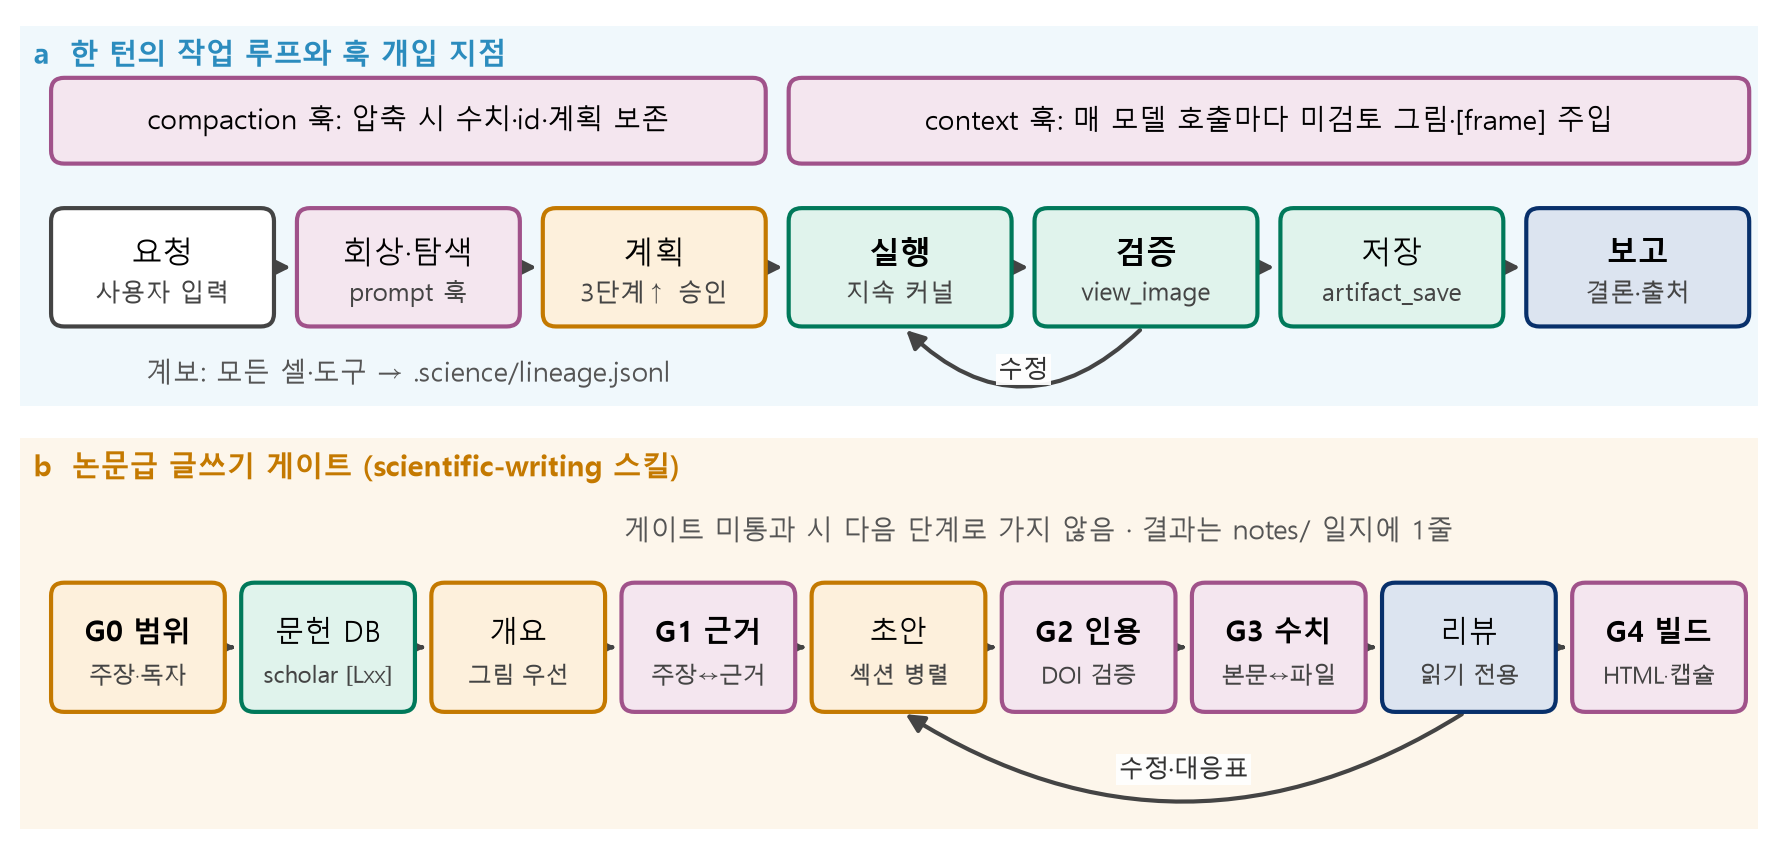 a 한 턴의 작업 루프와 훅 개입 지점
compaction 훅: 압축 시 수치·id·계획 보존
context 훅: 매 모델 호출마다 미검토 그림·[frame] 주입
요청
사용자 입력
회상·탐색
prompt 훅
계획
3단계↑ 승인
실행
지속 커널
검증
view_image
저장
artifact_save
보고
결론·출처
수정
계보: 모든 셀·도구 → .science/lineage.jsonl
b 논문급 글쓰기 게이트 (scientific-writing 스킬)
게이트 미통과 시 다음 단계로 가지 않음 · 결과는 notes/ 일지에 1줄
G0 범위
주장·독자
문헌 DB
scholar [Lxx]
개요
그림 우선
G1 근거
주장↔근거
초안
섹션 병렬
G2 인용
DOI 검증
G3 수치
본문↔파일
리뷰
읽기 전용
G4 빌드
HTML·캡슐
수정·대응표